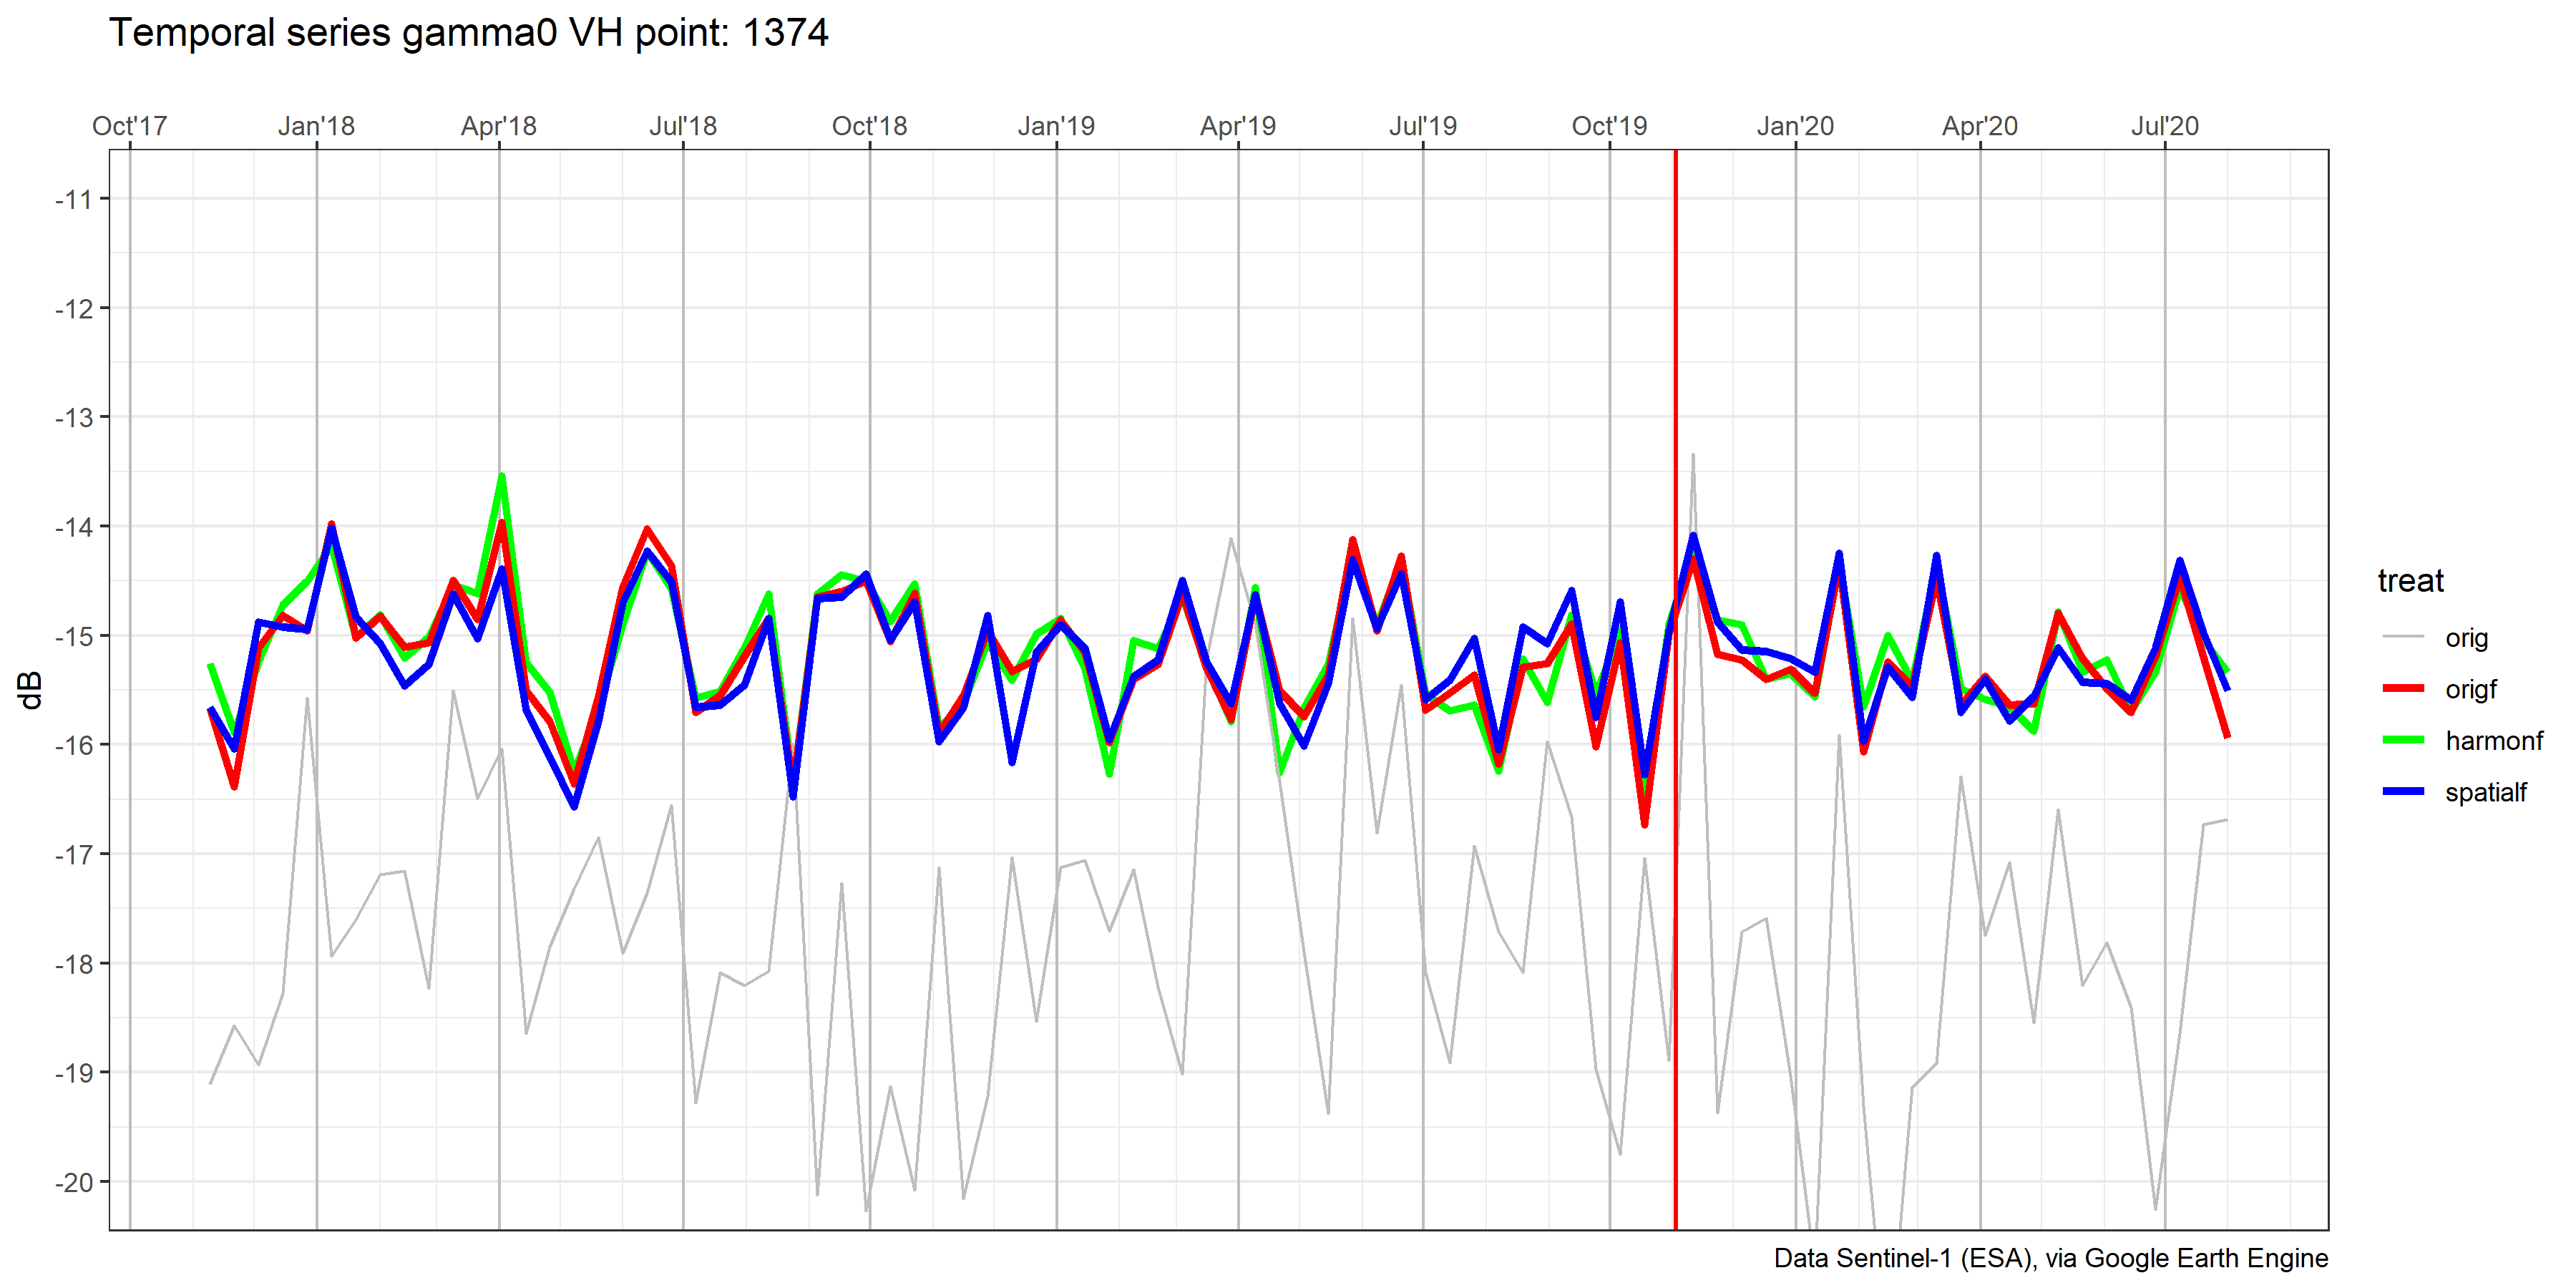 Temporal series gamma0 VH point: 1374
Oct'17 Jan'18 Apr'18 Jul'18 Oct'18 Jan'19 Apr'19 Jul'19 Oct'19 Jan'20 Apr'20 Jul'20
-11
-12
-13
-14
-15
-16
-17
-18
-19
-20
dB
treat
orig
origf
harmonf
spatialf
Data Sentinel-1 (ESA), via Google Earth Engine